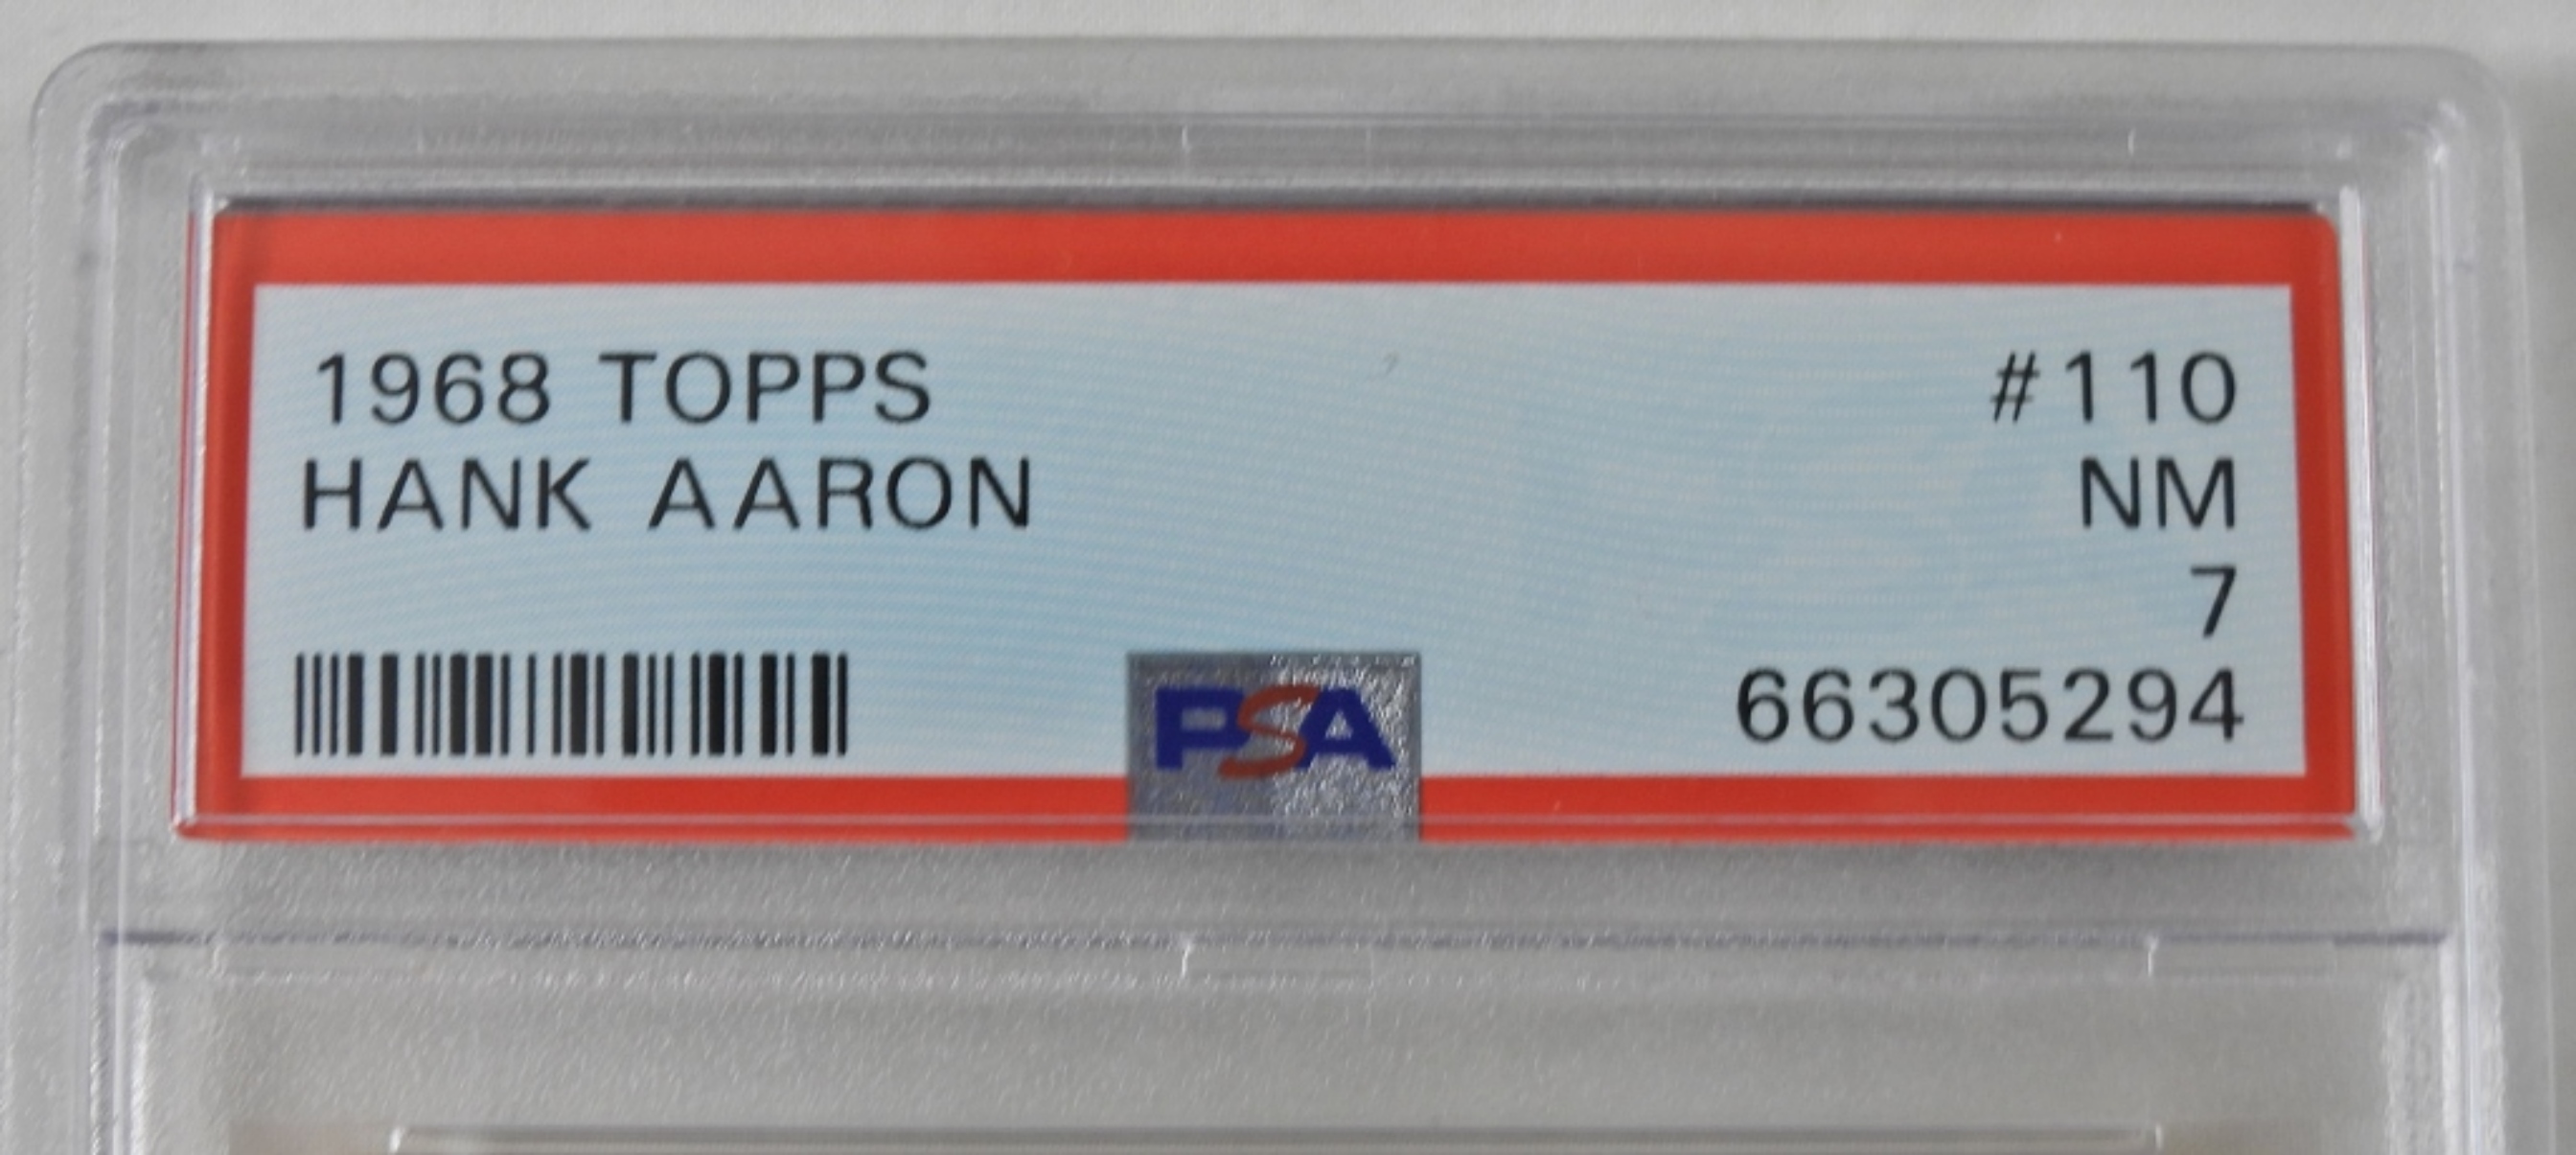 1968 TOPPS #110
HANK AARON NM
7
PSA 66305294